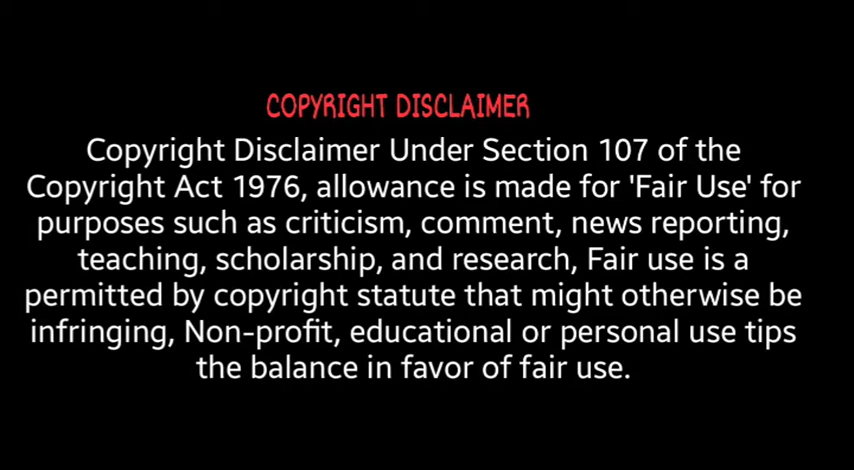 COPYRIGHT DISCLAIMER
Copyright Disclaimer Under Section 107 of the
Copyright Act 1976, allowance is made for 'Fair Use' for
purposes such as criticism, comment, news reporting,
teaching, scholarship, and research, Fair use is a
permitted by copyright statute that might otherwise be
infringing, Non-profit, educational or personal use tips
the balance in favor of fair use.